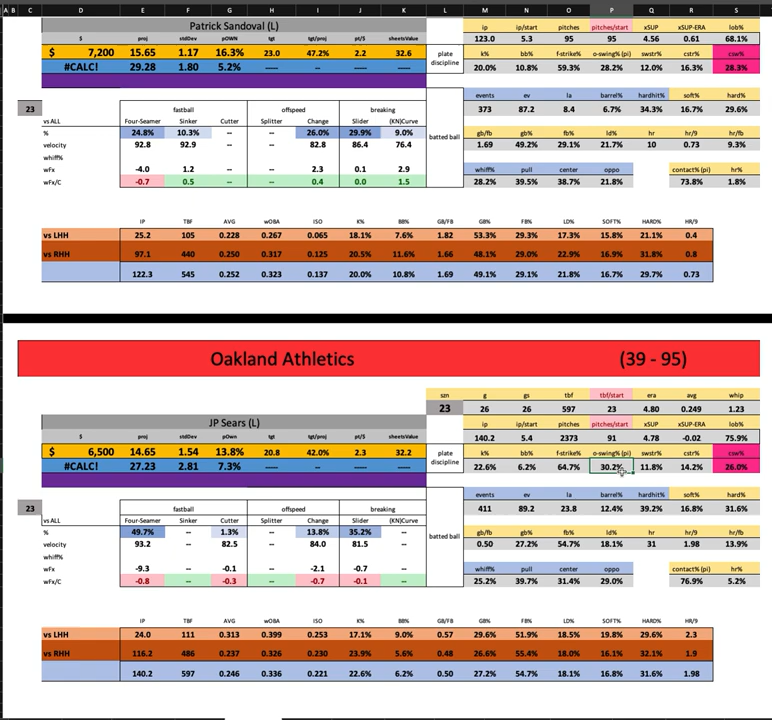 A B C D E F G H I J K L M N O P Q R S
Patrick Sandoval (L) ip ip/start pitches pitches/start xSUP xSUP-ERA lob%
$ proj stdDev pOWN tgt tgt/proj pt/$ sheetsValue 123.0 5.3 95 95 4.56 0.61 68.1%
$ 7,200 15.65 1.17 16.3% 23.0 47.2% 2.2 32.6 plate discipline k% bb% f-strike% o-swing% (pi) swstr% cstr% csw%
#CALC! 29.28 1.80 5.2% ---- -- ---- ---- 20.0% 10.8% 59.3% 28.2% 12.0% 16.3% 28.3%
events ev la barrel% hardhit% soft% hard%
23 fastball offspeed breaking 373 87.2 8.4 6.7% 34.3% 16.7% 29.6%
vs ALL Four-Seamer Sinker Cutter Splitter Change Slider (KN)Curve
% 24.8% 10.3% -- -- 26.0% 29.9% 9.0% batted ball gb/fb gb% fb% ld% hr hr/9 hr/fb
velocity 92.8 92.9 -- -- 82.8 86.4 76.4 1.69 49.2% 29.1% 21.7% 10 0.73 9.3%
whiff%
wFx -4.0 1.2 2.3 0.1 2.9 whiff% pull center oppo contact% (pi) hr%
wFx/C -0.7 0.5 -- -- 0.4 0.0 1.5 28.2% 39.5% 38.7% 21.8% 73.8% 1.8%
IP TBF AVG wOBA ISO K% BB% GB/FB GB% FB% LD% SOFT% HARD% HR/9
vs LHH 25.2 105 0.228 0.267 0.065 18.1% 7.6% 1.82 53.3% 29.3% 17.3% 15.8% 21.1% 0.4
vs RHH 97.1 440 0.250 0.317 0.125 20.5% 11.6% 1.66 48.1% 29.0% 22.9% 16.9% 31.8% 0.8
122.3 545 0.252 0.323 0.137 20.0% 10.8% 1.69 49.1% 29.1% 21.8% 16.7% 29.7% 0.73
Oakland Athletics (39 - 95)
szn g gs tbf tbf/start era avg whip
23 26 26 597 23 4.80 0.249 1.23
JP Sears (L) ip ip/start pitches pitches/start xSUP xSUP-ERA lob%
$ proj stdDev pOwn tgt tgt/proj pt/$ sheetsValue 140.2 5.4 2373 91 4.78 -0.02 75.9%
$ 6,500 14.65 1.54 13.8% 20.8 42.0% 2.3 32.2 plate discipline k% bb% f-strike% o-swing% (pi) swstr% cstr% csw%
#CALC! 27.23 2.81 7.3% ---- -- ---- ---- 22.6% 6.2% 64.7% 30.2% 11.8% 14.2% 26.0%
events ev la barrel% hardhit% soft% hard%
23 fastball offspeed breaking 411 89.2 23.8 12.4% 39.2% 16.8% 31.6%
vs ALL Four-Seamer Sinker Cutter Splitter Change Slider (KN)Curve
% 49.7% -- 1.3% -- 13.8% 35.2% -- batted ball gb/fb gb% fb% ld% hr hr/9 hr/fb
velocity 93.2 -- 82.5 -- 84.0 81.5 -- 0.50 27.2% 54.7% 18.1% 31 1.98 13.9%
whiff%
wFx -9.3 -0.1 -2.1 -0.7 whiff% pull center oppo contact% (pi) hr%
wFx/C -0.8 -- -0.3 -- -0.7 -0.1 -- 25.2% 39.7% 31.4% 29.0% 76.9% 5.2%
IP TBF AVG wOBA ISO K% BB% GB/FB GB% FB% LD% SOFT% HARD% HR/9
vs LHH 24.0 111 0.313 0.399 0.253 17.1% 9.0% 0.57 29.6% 51.9% 18.5% 19.8% 29.6% 2.3
vs RHH 116.2 486 0.237 0.326 0.230 23.9% 5.6% 0.48 26.6% 55.4% 18.0% 16.1% 32.1% 1.9
140.2 597 0.246 0.336 0.221 22.6% 6.2% 0.50 27.2% 54.7% 18.1% 16.8% 31.6% 1.98